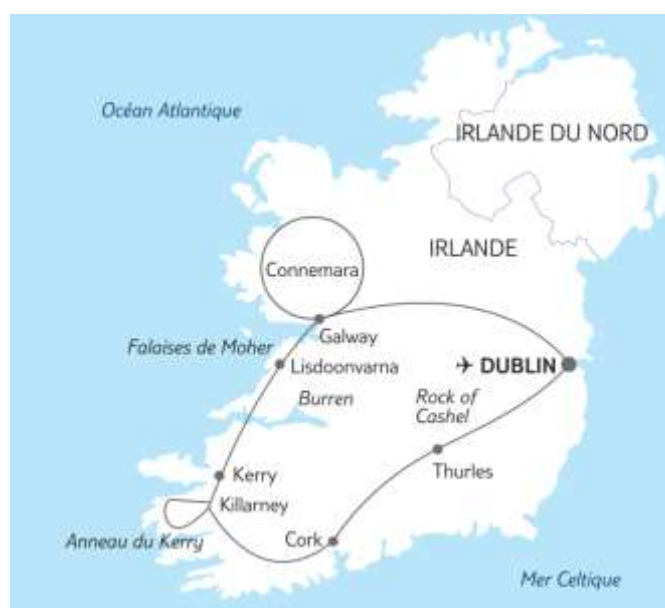 Océan Atlantique
IRLANDE DU NORD
IRLANDE
Connemara
Galway
Falaises de Moher
Lisdoonvarna
DUBLIN
Burren
Rock of
Cashel
Thurles
Kerry
Killarney
Anneau du Kerry
Cork
Mer Celtique